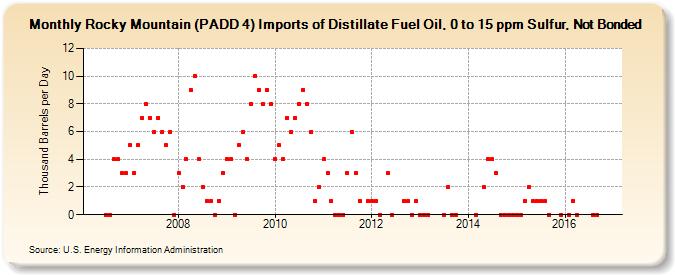 Monthly Rocky Mountain (PADD 4) Imports of Distillate Fuel Oil, 0 to 15 ppm Sulfur, Not Bonded
Thousand Barrels per Day
12
10
8
6
4
2
0
2008 2010 2012 2014 2016
Source: U.S. Energy Information Administration